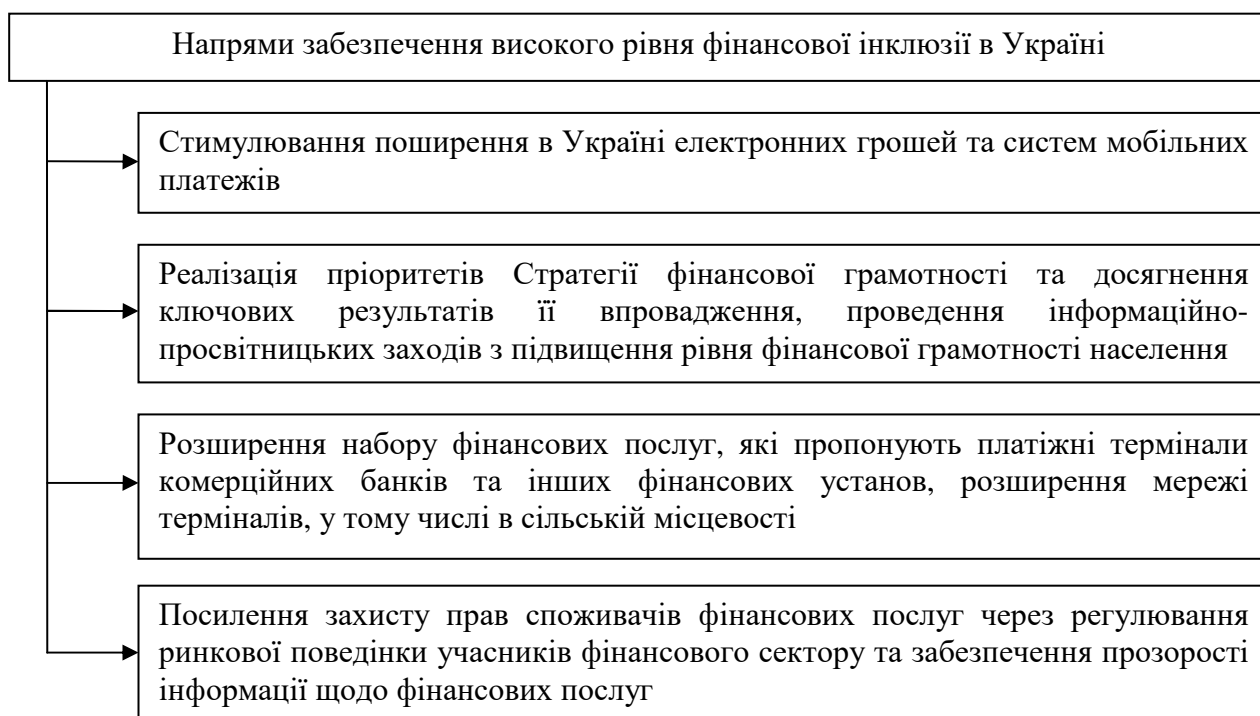 Напрями забезпечення високого рівня фінансової інклюзії в Україні
Стимулювання поширення в Україні електронних грошей та систем мобільних
платежів
Реалізація пріоритетів Стратегії фінансової грамотності та досягнення
ключових результатів її впровадження, проведення інформаційно-
просвітницьких заходів з підвищення рівня фінансової грамотності населення
Розширення набору фінансових послуг, які пропонують платіжні термінали
комерційних банків та інших фінансових установ, розширення мережі
терміналів, у тому числі в сільській місцевості
Посилення захисту прав споживачів фінансових послуг через регулювання
ринкової поведінки учасників фінансового сектору та забезпечення прозорості
інформації щодо фінансових послуг